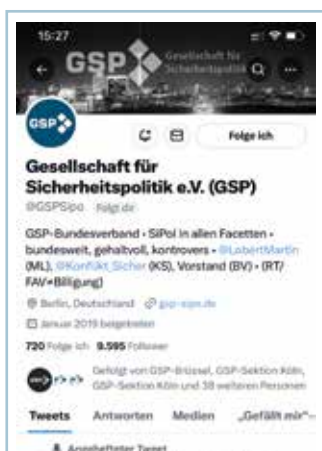 15:27
GSP Gesellschaft für
Sicherheitspolitik
GSP
Folge ich
Gesellschaft für
Sicherheitspolitik e.V. (GSP)
@GSPSipo Folgt dir
GSP-Bundesverband • SiPol in allen Facetten •
bundesweit, gehaltvoll, kontrovers • @LobertMartin
(ML), @Konflikt_Sicher (KS), Vorstand (BV) • (RT/
FAV≠Billigung)
Berlin, Deutschland gsp-sipo.de
Januar 2019 beigetreten
720 Folge ich 9.595 Follower
Gefolgt von GSP-Brüssel, GSP-Sektion Köln,
GSP-Sektion Köln und 38 weiteren Personen
Tweets Antworten Medien „Gefällt mir"-
Angehefteter Tweet